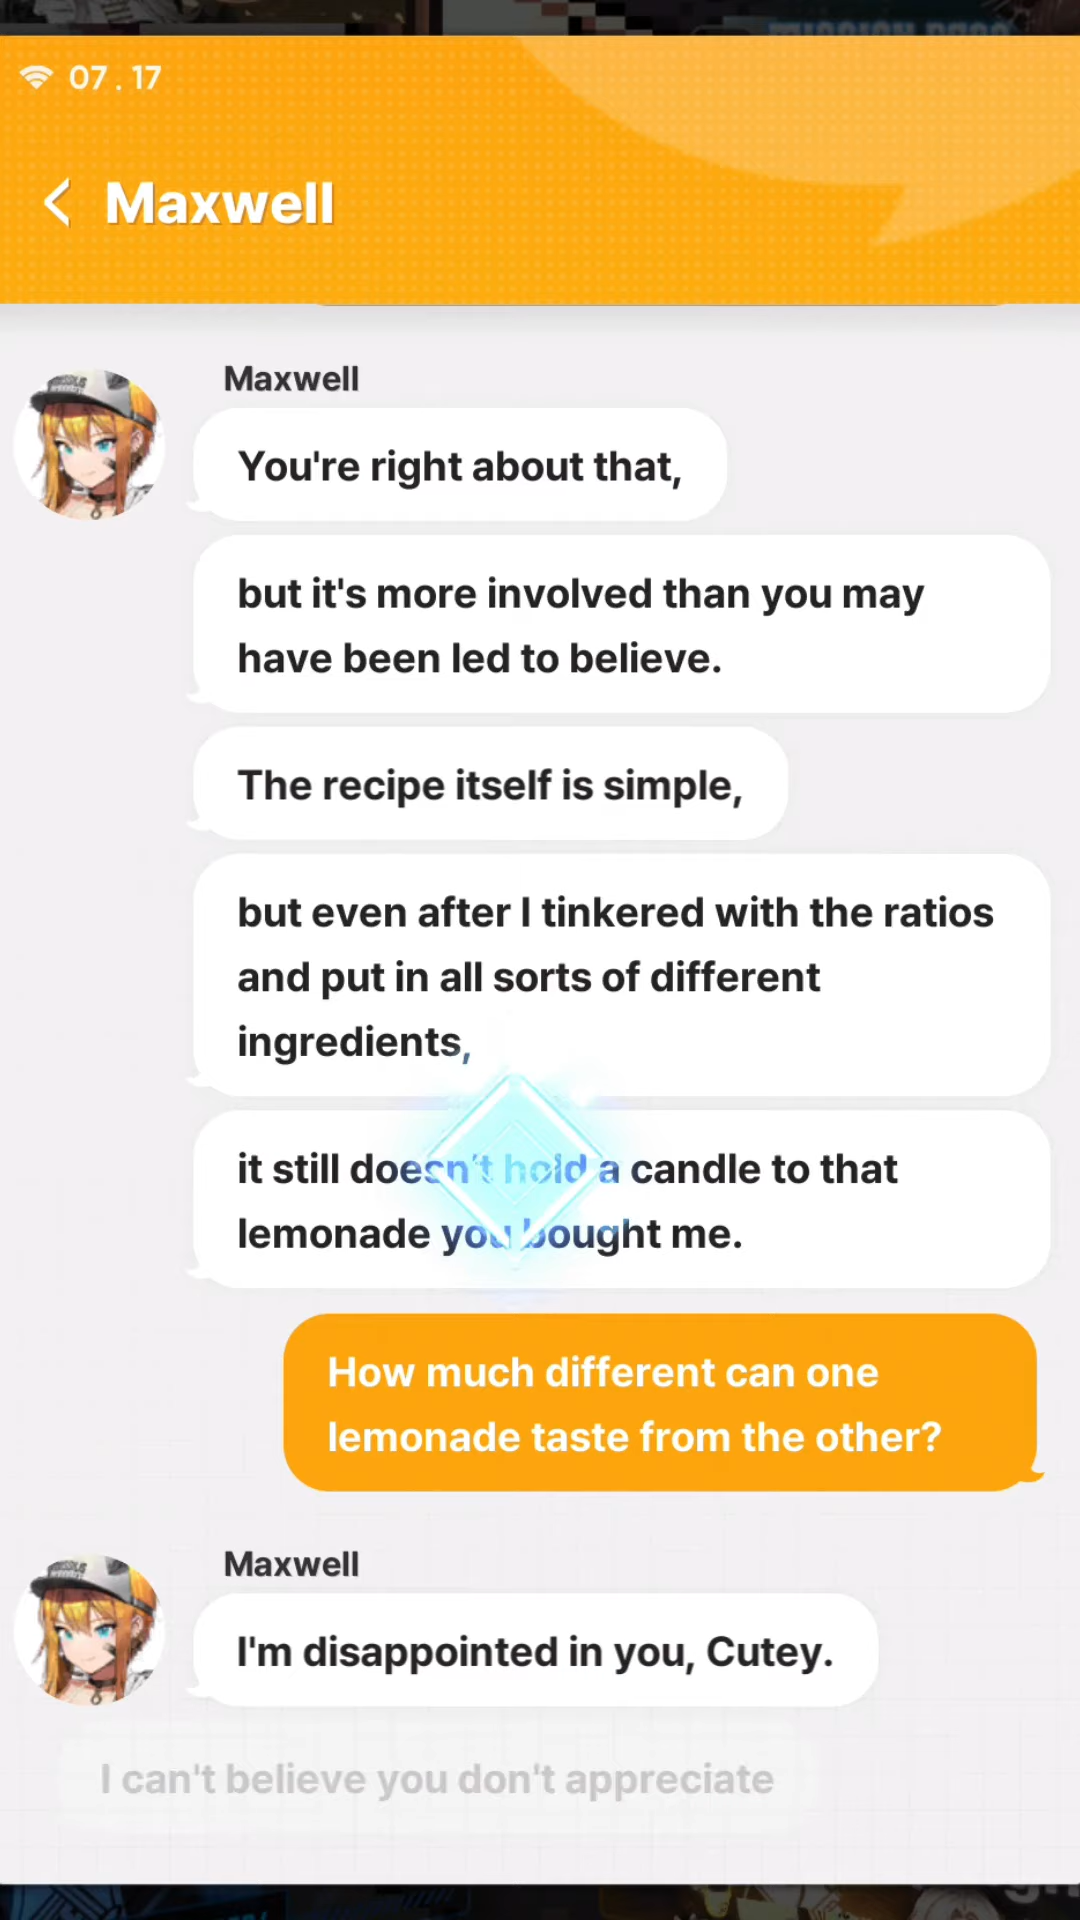 07.17
Maxwell
Maxwell
You're right about that,
but it's more involved than you may
have been led to believe.
The recipe itself is simple,
but even after I tinkered with the ratios
and put in all sorts of different
ingredients,
it still doesn't hold a candle to that
lemonade you bought me.
How much different can one
lemonade taste from the other?
Maxwell
I'm disappointed in you, Cutey.
I can't believe you don't appreciate